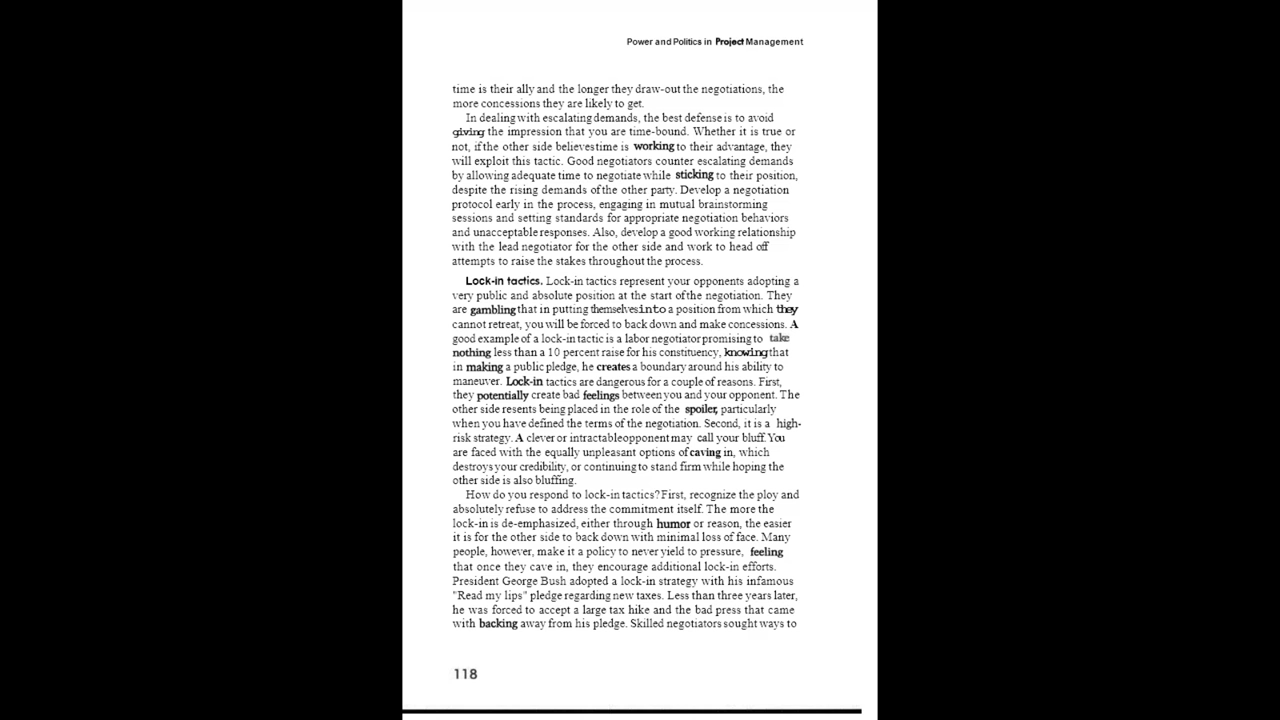 Power and Politics in Project Management
time is their ally and the longer they draw-out the negotiations, the
more concessions they are likely to get.
In dealing with escalating demands, the best defense is to avoid
giving the impression that you are time-bound. Whether it is true or
not, if the other side believes time is working to their advantage, they
will exploit this tactic. Good negotiators counter escalating demands
by allowing adequate time to negotiate while sticking to their position,
despite the rising demands of the other party. Develop a negotiation
protocol early in the process, engaging in mutual brainstorming
sessions and setting standards for appropriate negotiation behaviors
and unacceptable responses. Also, develop a good working relationship
with the lead negotiator for the other side and work to head off
attempts to raise the stakes throughout the process.
Lock-in tactics. Lock-in tactics represent your opponents adopting a
very public and absolute position at the start of the negotiation. They
are gambling that in putting themselves into a position from which they
cannot retreat, you will be forced to back down and make concessions. A
good example of a lock-in tactic is a labor negotiator promising to take
nothing less than a 10 percent raise for his constituency, knowing that
in making a public pledge, he creates a boundary around his ability to
maneuver. Lock-in tactics are dangerous for a couple of reasons. First,
they potentially create bad feelings between you and your opponent. The
other side resents being placed in the role of the spoiler, particularly
when you have defined the terms of the negotiation. Second, it is a high-
risk strategy. A clever or intractable opponent may call your bluff. You
are faced with the equally unpleasant options of caving in, which
destroys your credibility, or continuing to stand firm while hoping the
other side is also bluffing.
How do you respond to lock-in tactics? First, recognize the ploy and
absolutely refuse to address the commitment itself. The more the
lock-in is de-emphasized, either through humor or reason, the easier
it is for the other side to back down with minimal loss of face. Many
people, however, make it a policy to never yield to pressure, feeling
that once they cave in, they encourage additional lock-in efforts.
President George Bush adopted a lock-in strategy with his infamous
"Read my lips" pledge regarding new taxes. Less than three years later,
he was forced to accept a large tax hike and the bad press that came
with backing away from his pledge. Skilled negotiators sought ways to
118